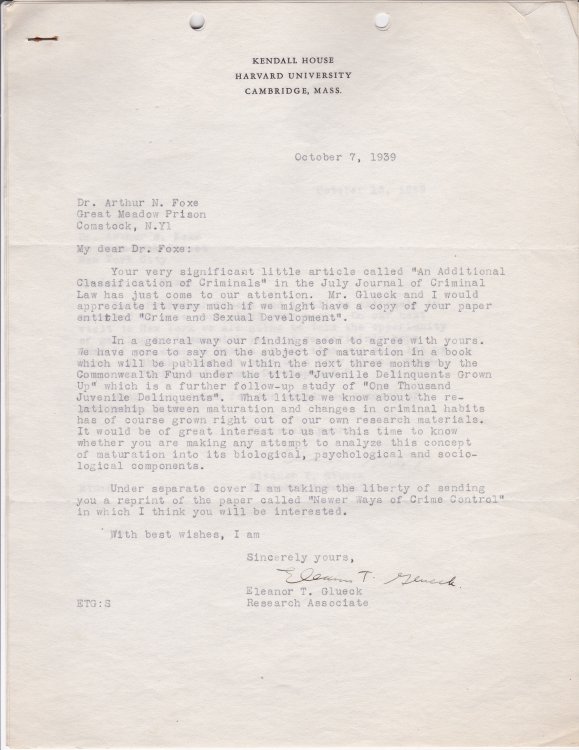 KENDALL HOUSE
HARVARD UNIVERSITY
CAMBRIDGE, MASS.
October 7, 1939
Dr. Arthur N. Foxe
Great Meadow Prison
Comstock, N.Y.
My dear Dr. Foxe:
Your very significant little article called "An Additional
Classification of Criminals" in the July Journal of Criminal
Law has just come to our attention. Mr. Glueck and I would
appreciate it very much if we might have a copy of your paper
entitled "Crime and Sexual Development".
In a general way our findings seem to agree with yours.
We have more to say on the subject of maturation in a book
which will be published within the next three months by the
Commonwealth Fund under the title "Juvenile Delinquents Grown
Up" which is a further follow-up study of "One Thousand
Juvenile Delinquents". What little we know about the re-
lationship between maturation and changes in criminal habits
has of course grown right out of our own research materials.
It would be of great interest to us at this time to know
whether you are making any attempt to analyze this concept
of maturation into its biological, psychological and socio-
logical components.
Under separate cover I am taking the liberty of sending
you a reprint of the paper called "Newer Ways of Crime Control"
in which I think you will be interested.
With best wishes, I am
Sincerely yours,
Eleanor T. Glueck.
Eleanor T. Glueck
ETG:S Research Associate